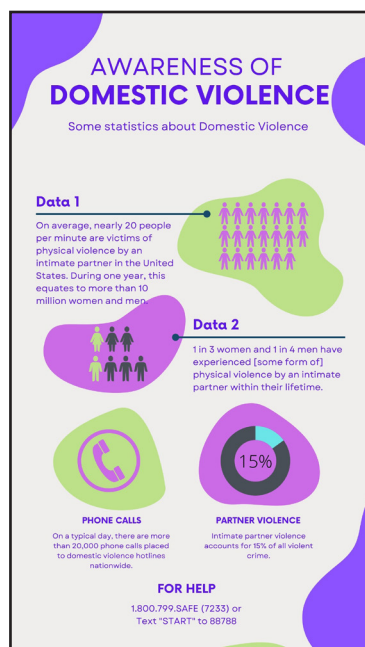 AWARENESS OF
DOMESTIC VIOLENCE
Some statistics about Domestic Violence
Data 1
On average, nearly 20 people
per minute are victims of
physical violence by an
intimate partner in the United
States. During one year, this
equates to more than 10
million women and men.
Data 2
1 in 3 women and 1 in 4 men have
experienced [some form of]
physical violence by an intimate
partner within their lifetime.
PHONE CALLS
On a typical day, there are more
than 20,000 phone calls placed
to domestic violence hotlines
nationwide.
15%
PARTNER VIOLENCE
Intimate partner violence
accounts for 15% of all violent
crime.
FOR HELP
1.800.799.SAFE (7233) or
Text "START" to 88788